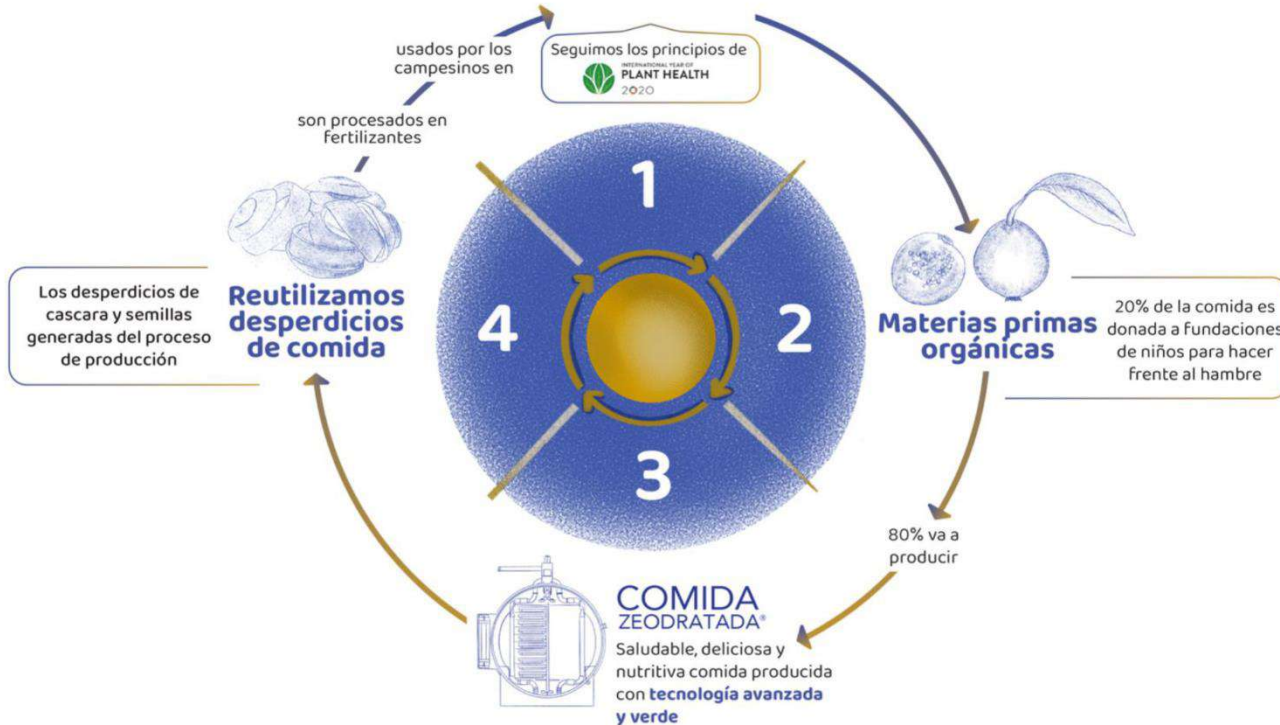 usados por los
campesinos en
son procesados en
fertilizantes
Seguimos los principios de
INTERNATIONAL YEAR OF
PLANT HEALTH
2020
1
2
3
4
Materias primas
orgánicas
20% de la comida es
donada a fundaciones
de niños para hacer
frente al hambre
80% va a
producir
COMIDA
ZEODRATADA®
Saludable, deliciosa y
nutritiva comida producida
con tecnología avanzada
y verde
Reutilizamos
desperdicios
de comida
Los desperdicios de
cascara y semillas
generadas del proceso
de producción